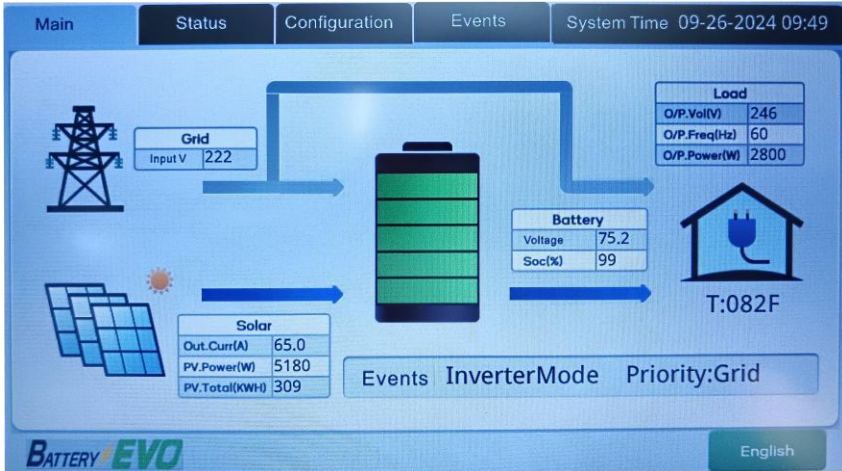 Main Status Configuration Events System Time 09-26-2024 09:49
Grid
Input V 222
Load
O/P.Vol(V) 246
O/P.Freq(Hz) 60
O/P.Power(W) 2800
Battery
Voltage 75.2
Soc(%) 99
T:082F
Solar
Out.Curr(A) 65.0
PV.Power(W) 5180
PV.Total(KWH) 309
Events InverterMode Priority:Grid
BATTERY EVO
English